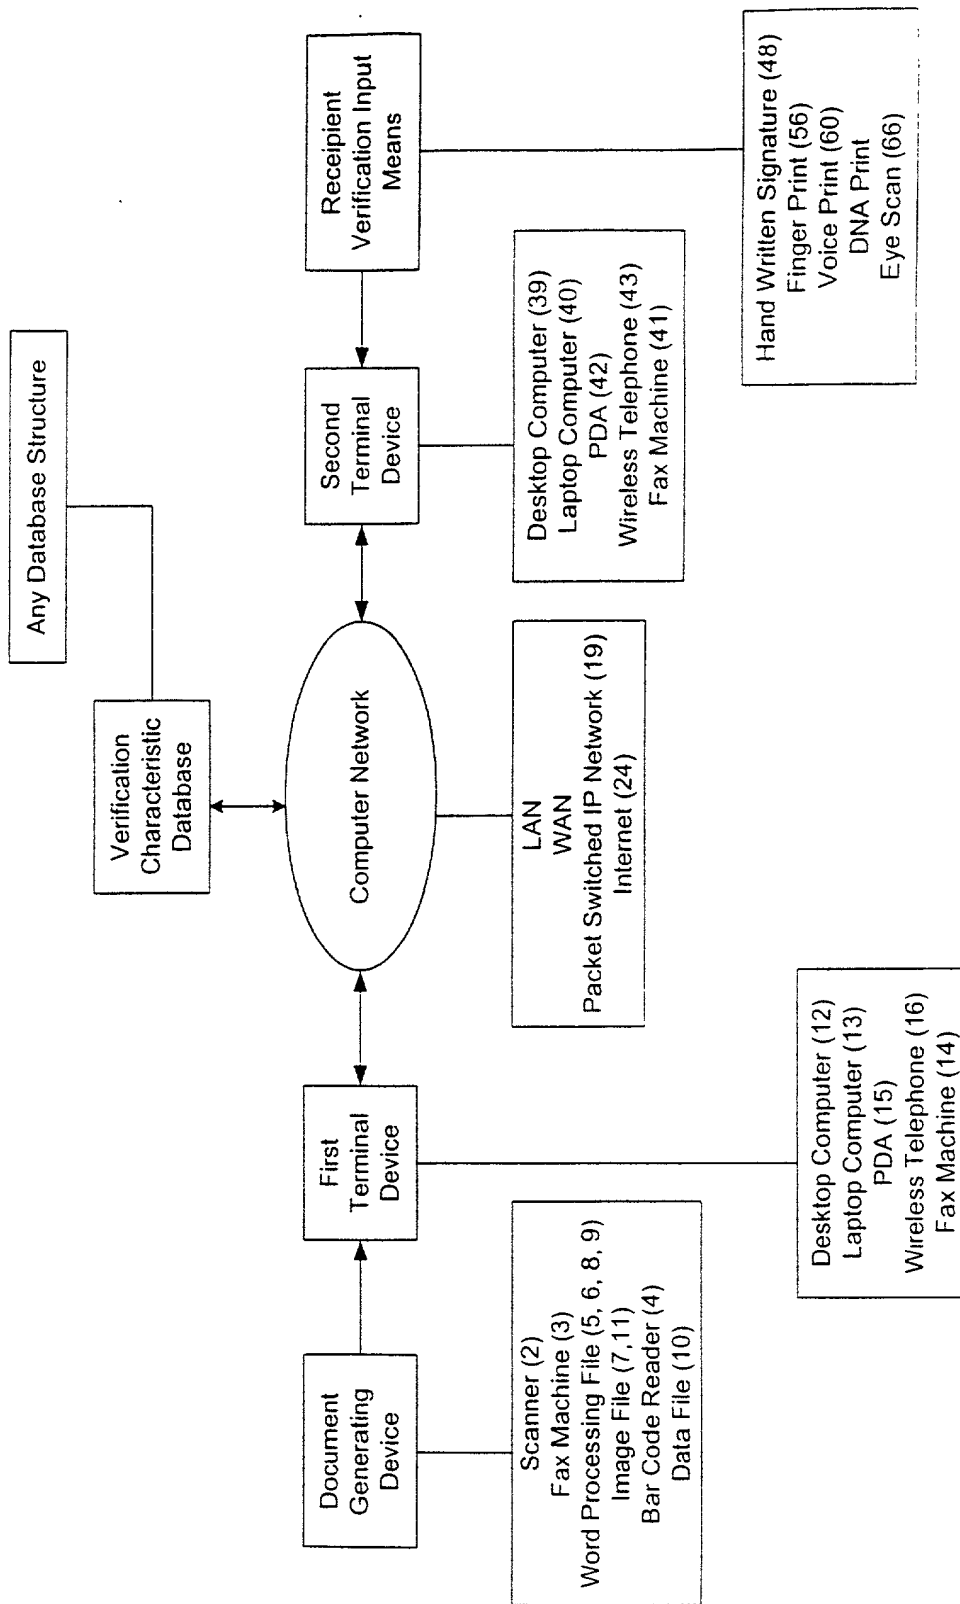 Any Database Structure
Verification
Characteristic
Database
Document
Generating
Device
First
Terminal
Device
Computer Network
Second
Terminal
Device
Receipient
Verification Input
Means
Scanner (2)
Fax Machine (3)
Word Processing File (5, 6, 8, 9)
Image File (7,11)
Bar Code Reader (4)
Data File (10)
LAN
WAN
Packet Switched IP Network (19)
Internet (24)
Desktop Computer (39)
Laptop Computer (40)
PDA (42)
Wireless Telephone (43)
Fax Machine (41)
Desktop Computer (12)
Laptop Computer (13)
PDA (15)
Wireless Telephone (16)
Fax Machine (14)
Hand Written Signature (48)
Finger Print (56)
Voice Print (60)
DNA Print
Eye Scan (66)